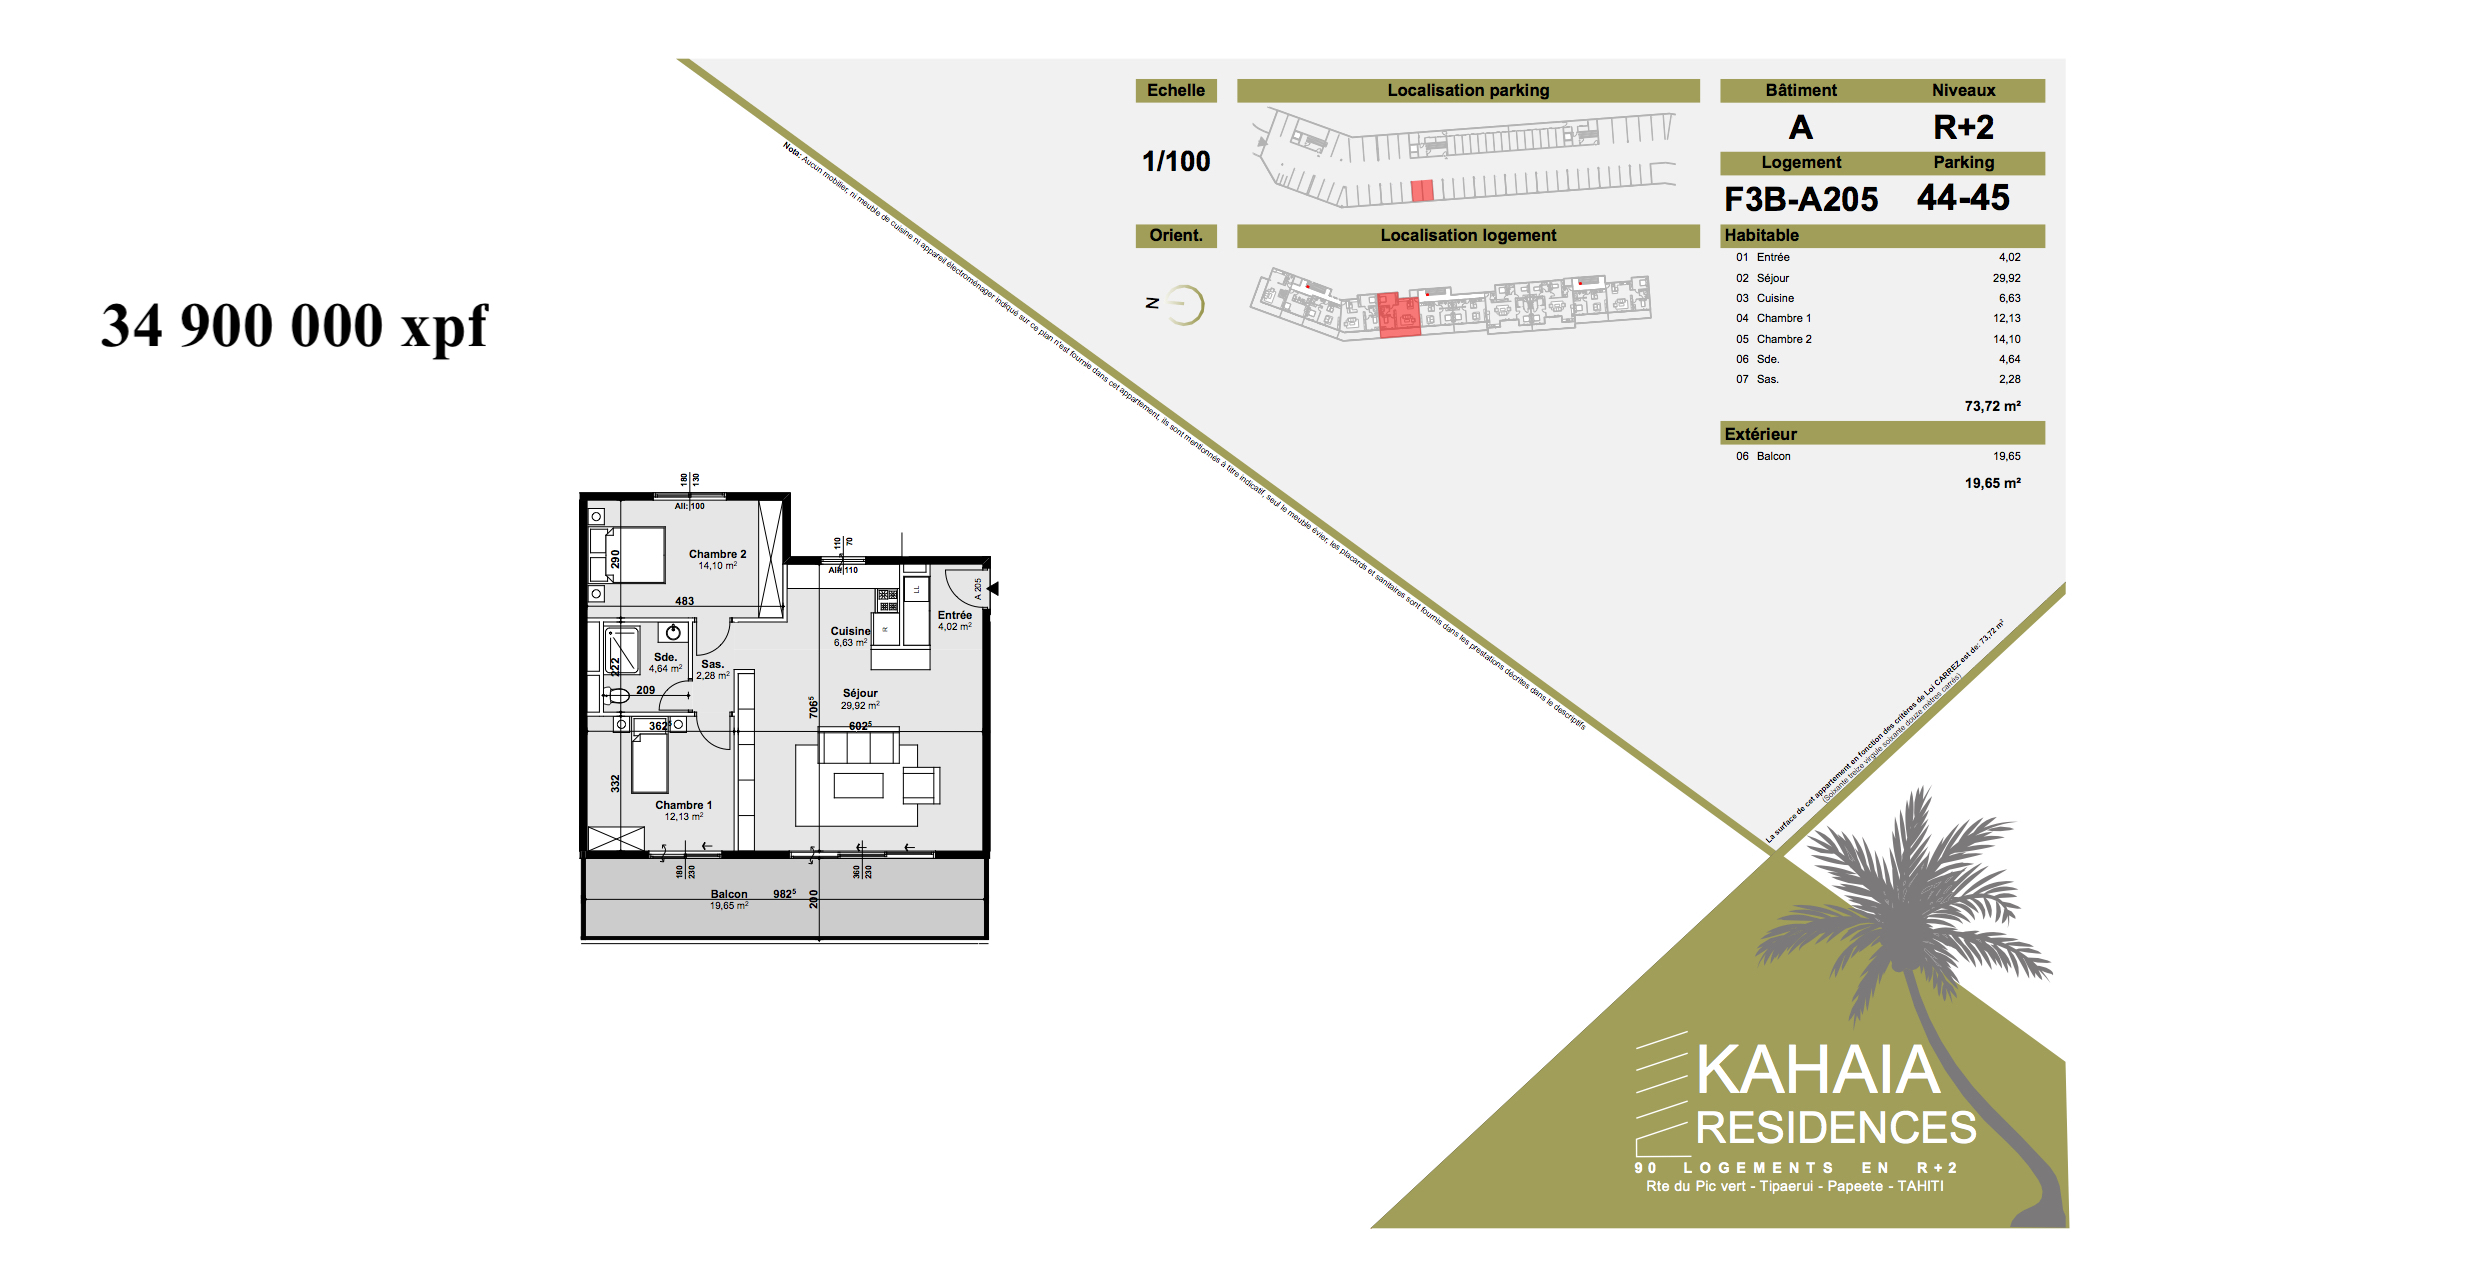 34 900 000 xpf
Echelle
1/100
Orient.
N
Localisation parking
Localisation logement
Bâtiment Niveaux
A R+2
Logement Parking
F3B-A205 44-45
Habitable
01 Entrée 4,02
02 Séjour 29,92
03 Cuisine 6,63
04 Chambre 1 12,13
05 Chambre 2 14,10
06 Sde. 4,64
07 Sas. 2,28
73,72 m²
Extérieur
06 Balcon 19,65
19,65 m²
Nota: Aucun mobilier, ni meuble de cuisine ni appareil électroménager indiqué sur ce plan n'est fournie dans cet appartement, ils sont mentionnés à titre indicatif, seul le meuble évier, les placards et sanitaires sont fournis dans les prestations décrites dans le descriptifs
La surface de cet appartement en fonction des critères de Loi CARREZ est de: 73,72 m²
(Soixante treize virgule soixante douze mètres carrés)
180
130
All: 100
Chambre 2
14,10 m²
290
483
110
70
All: 110
LL
A 205
Entrée
4,02 m²
Cuisine
6,63 m²
R
Sde.
4,64 m²
222
209
Sas.
2,28 m²
Séjour
29,92 m²
706⁵
602⁵
362⁵
332
Chambre 1
12,13 m²
180
230
360
230
Balcon 982⁵
19,65 m²
200
KAHAIA
RESIDENCES
90 LOGEMENTS EN R+2
Rte du Pic vert - Tipaerui - Papeete - TAHITI